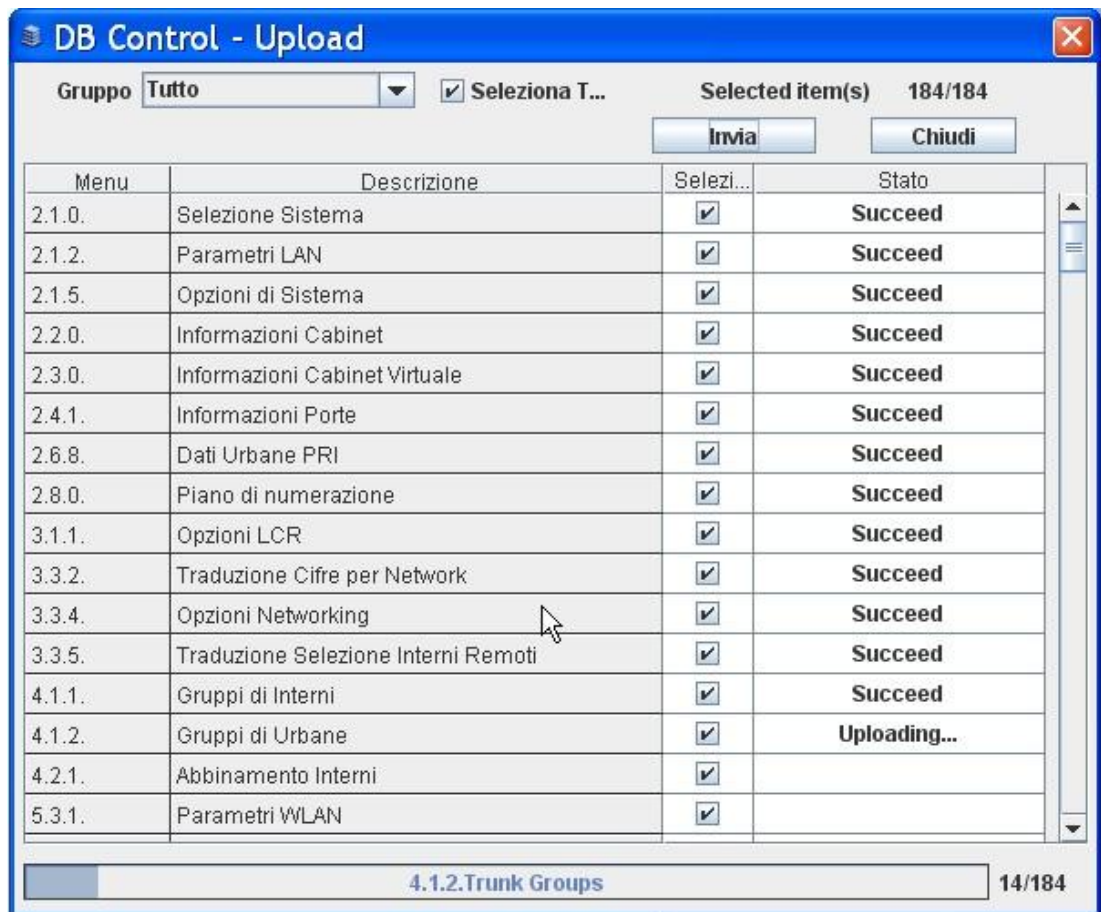 DB Control - Upload
Gruppo Tutto Seleziona T... Selected item(s) 184/184
Invia Chiudi
Menu Descrizione Selezi... Stato
2.1.0. Selezione Sistema Succeed
2.1.2. Parametri LAN Succeed
2.1.5. Opzioni di Sistema Succeed
2.2.0. Informazioni Cabinet Succeed
2.3.0. Informazioni Cabinet Virtuale Succeed
2.4.1. Informazioni Porte Succeed
2.6.8. Dati Urbane PRI Succeed
2.8.0. Piano di numerazione Succeed
3.1.1. Opzioni LCR Succeed
3.3.2. Traduzione Cifre per Network Succeed
3.3.4. Opzioni Networking Succeed
3.3.5. Traduzione Selezione Interni Remoti Succeed
4.1.1. Gruppi di Interni Succeed
4.1.2. Gruppi di Urbane Uploading...
4.2.1. Abbinamento Interni
5.3.1. Parametri WLAN
4.1.2.Trunk Groups 14/184